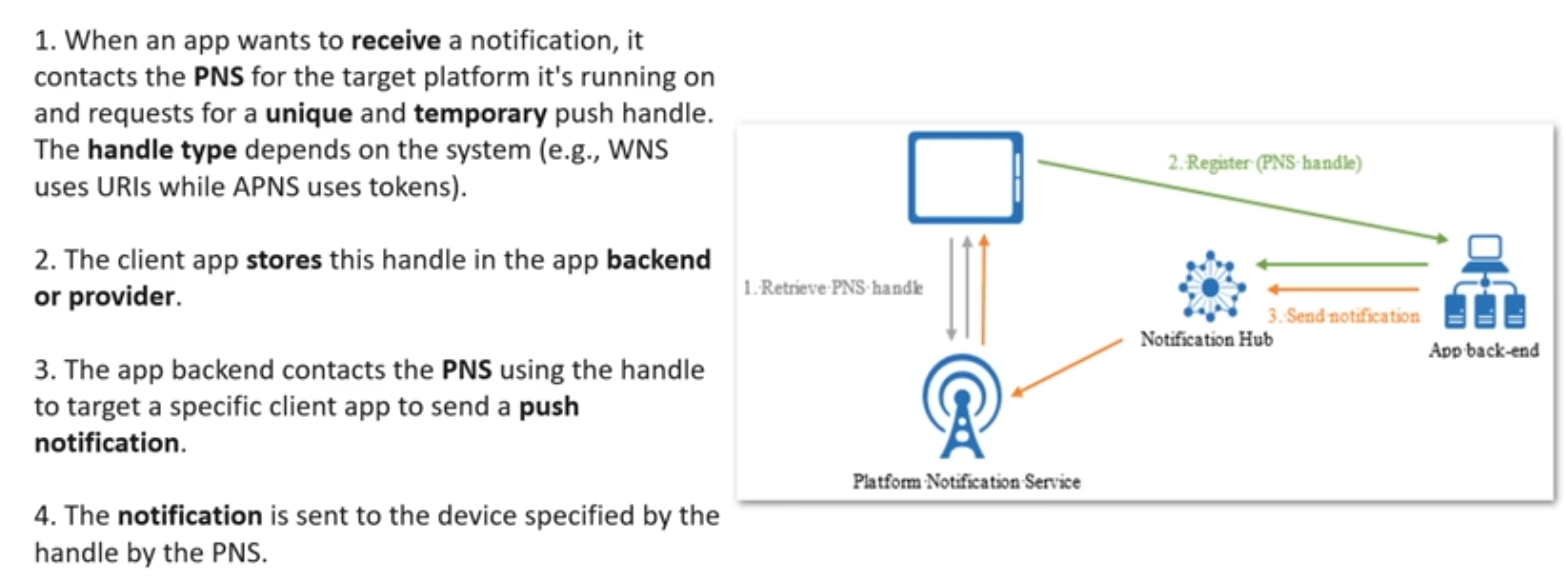 1. When an app wants to receive a notification, it
contacts the PNS for the target platform it's running on
and requests for a unique and temporary push handle.
The handle type depends on the system (e.g., WNS
uses URIs while APNS uses tokens).
2. The client app stores this handle in the app backend
or provider.
3. The app backend contacts the PNS using the handle
to target a specific client app to send a push
notification.
4. The notification is sent to the device specified by the
handle by the PNS.
2. Register (PNS handle)
1. Retrieve PNS handle
3. Send notification
Notification Hub
App back-end
Platform Notification Service